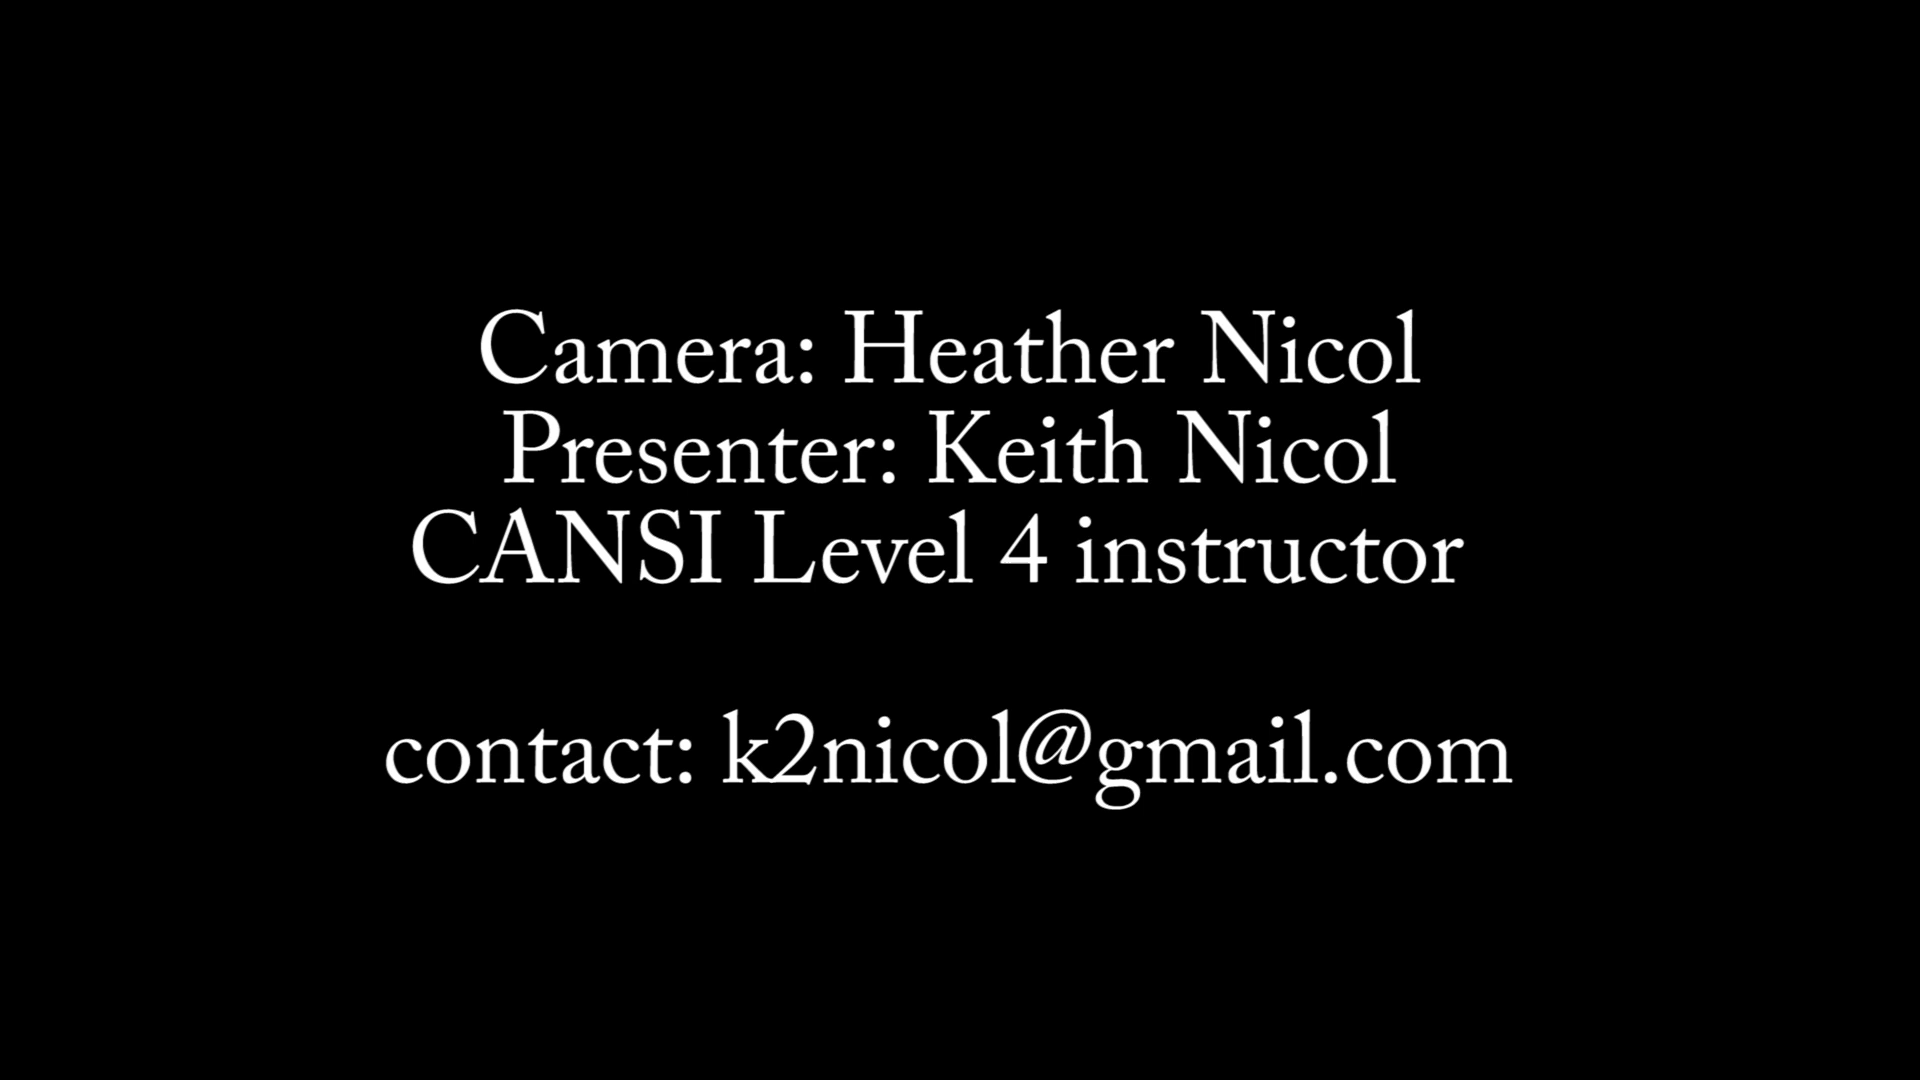 Camera: Heather Nicol
Presenter: Keith Nicol
CANSI Level 4 instructor
contact: k2nicol@gmail.com